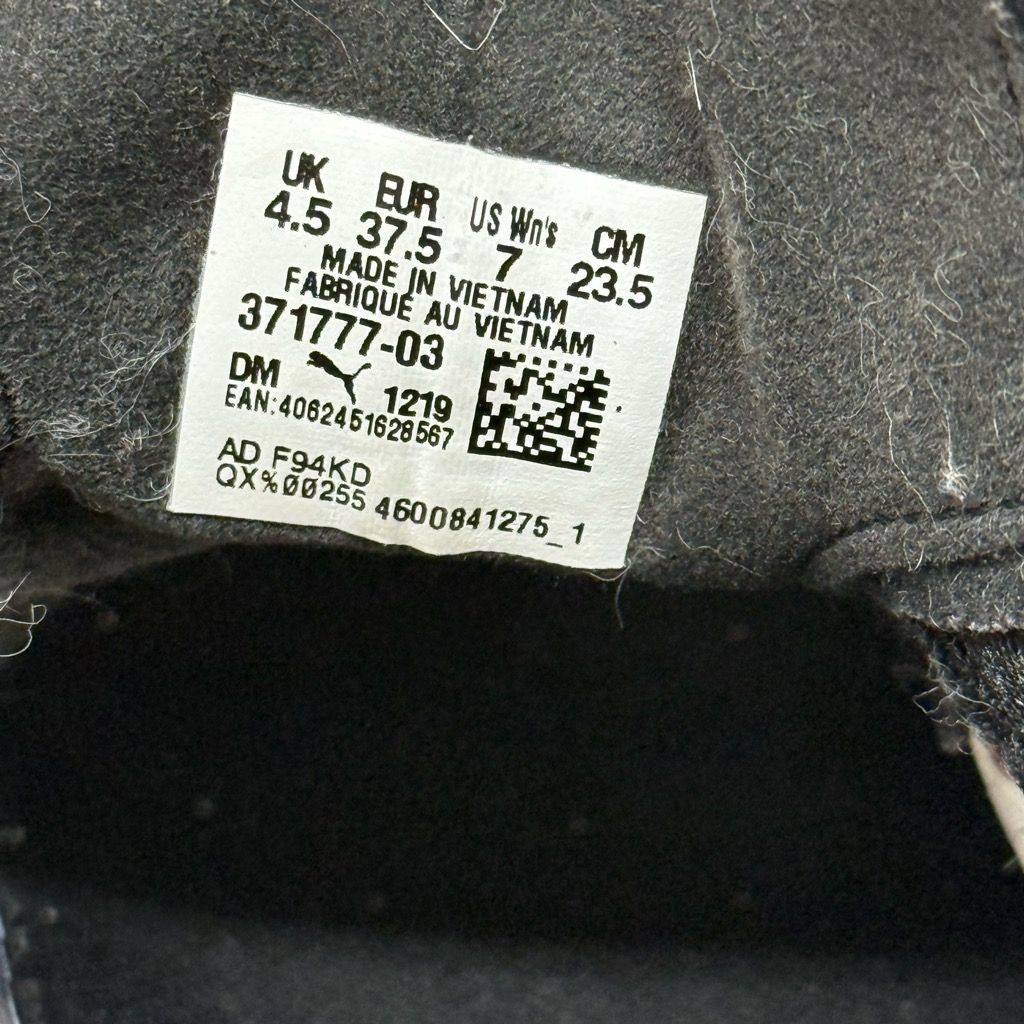 UK EUR US Wn's CM
4.5 37.5 7 23.5
MADE IN VIETNAM
FABRIQUÉ AU VIETNAM
371777-03
DM 1219
EAN:4062451628567
AD F94KD
QX%00255 4600841275_1